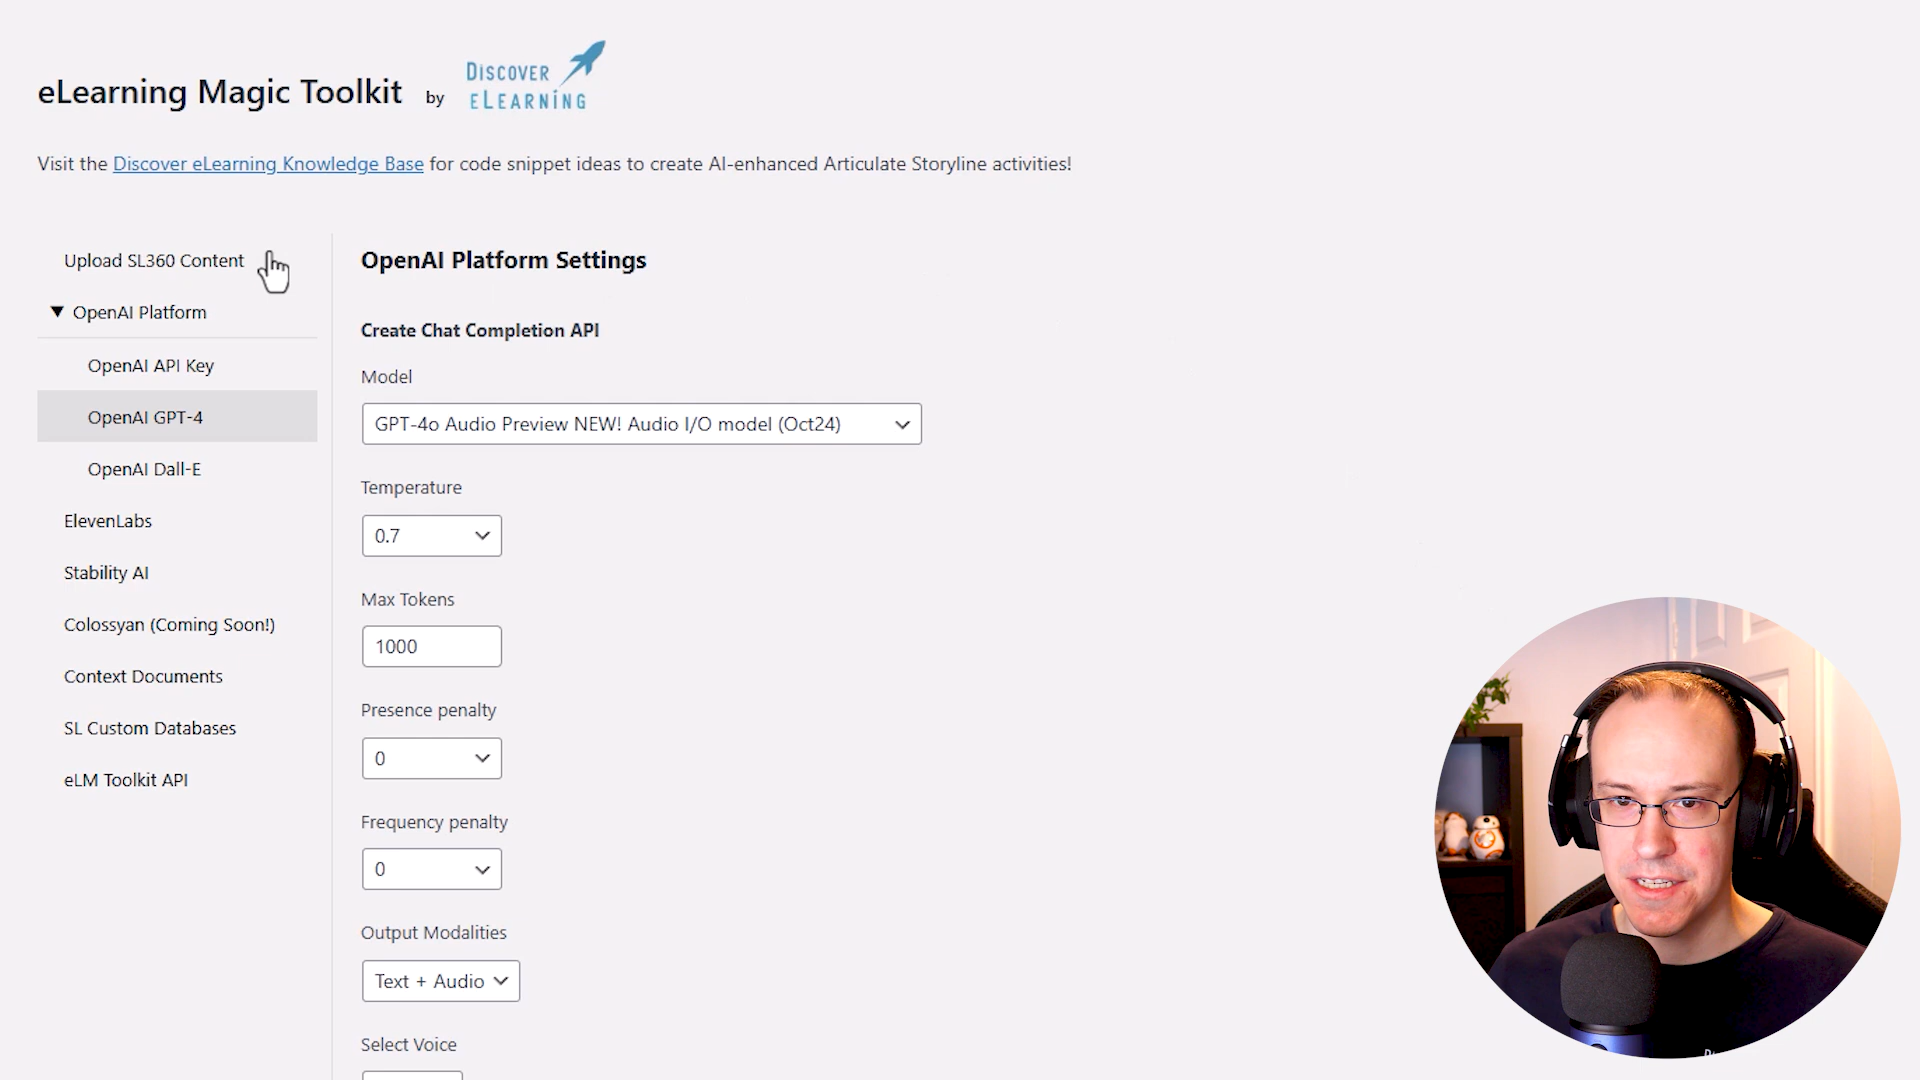 eLearning Magic Toolkit by DISCOVER ELEARNING
Visit the Discover eLearning Knowledge Base for code snippet ideas to create AI-enhanced Articulate Storyline activities!
Upload SL360 Content
▼ OpenAI Platform
OpenAI API Key
OpenAI GPT-4
OpenAI Dall-E
ElevenLabs
Stability AI
Colossyan (Coming Soon!)
Context Documents
SL Custom Databases
eLM Toolkit API
OpenAI Platform Settings
Create Chat Completion API
Model
GPT-4o Audio Preview NEW! Audio I/O model (Oct24)
Temperature
0.7
Max Tokens
1000
Presence penalty
0
Frequency penalty
0
Output Modalities
Text + Audio
Select Voice